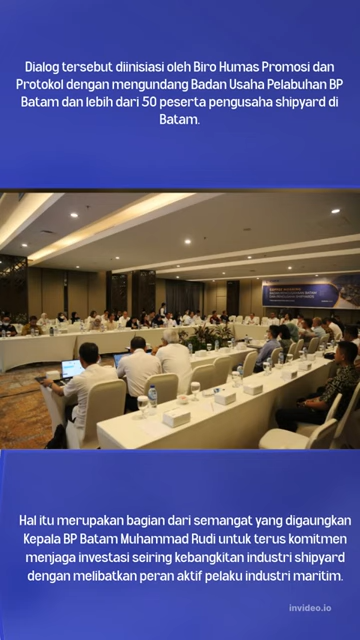 Dialog tersebut diinisiasi oleh Biro Humas Promosi dan
Protokol dengan mengundang Badan Usaha Pelabuhan BP
Batam dan lebih dari 50 peserta pengusaha shipyard di
Batam.
Hal itu merupakan bagian dari semangat yang digaungkan
Kepala BP Batam Muhammad Rudi untuk terus komitmen
menjaga investasi seiring kebangkitan industri shipyard
dengan melibatkan peran aktif pelaku industri maritim.
invideo.io